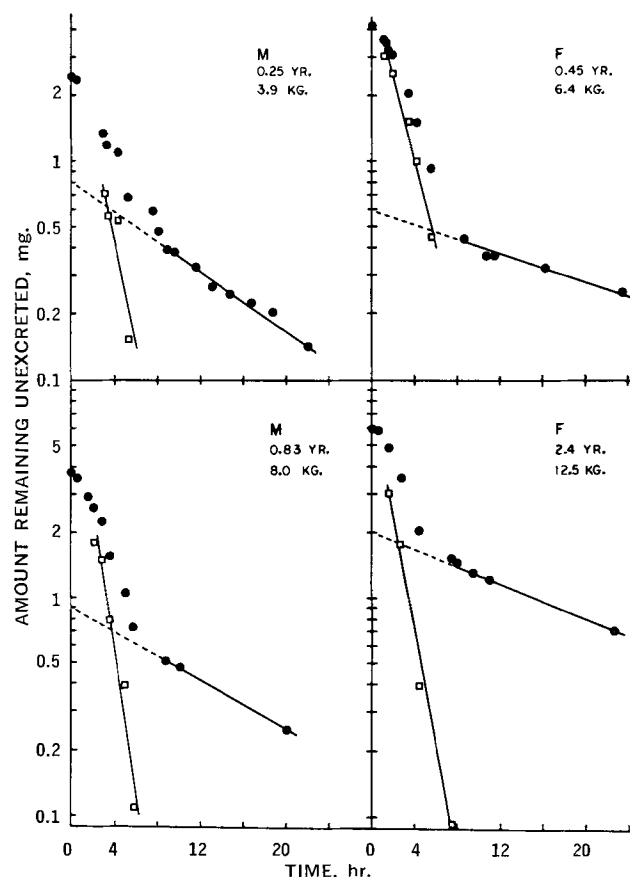 M
0.25 YR.
3.9 KG.
F
0.45 YR.
6.4 KG.
2
1
0.5
0.2
0.1
M
0.83 YR.
8.0 KG.
F
2.4 YR.
12.5 KG.
5
2
1
0.5
0.2
0.1
0 4 12 20 0 4 12 20
AMOUNT REMAINING UNEXCRETED, mg.
TIME, hr.